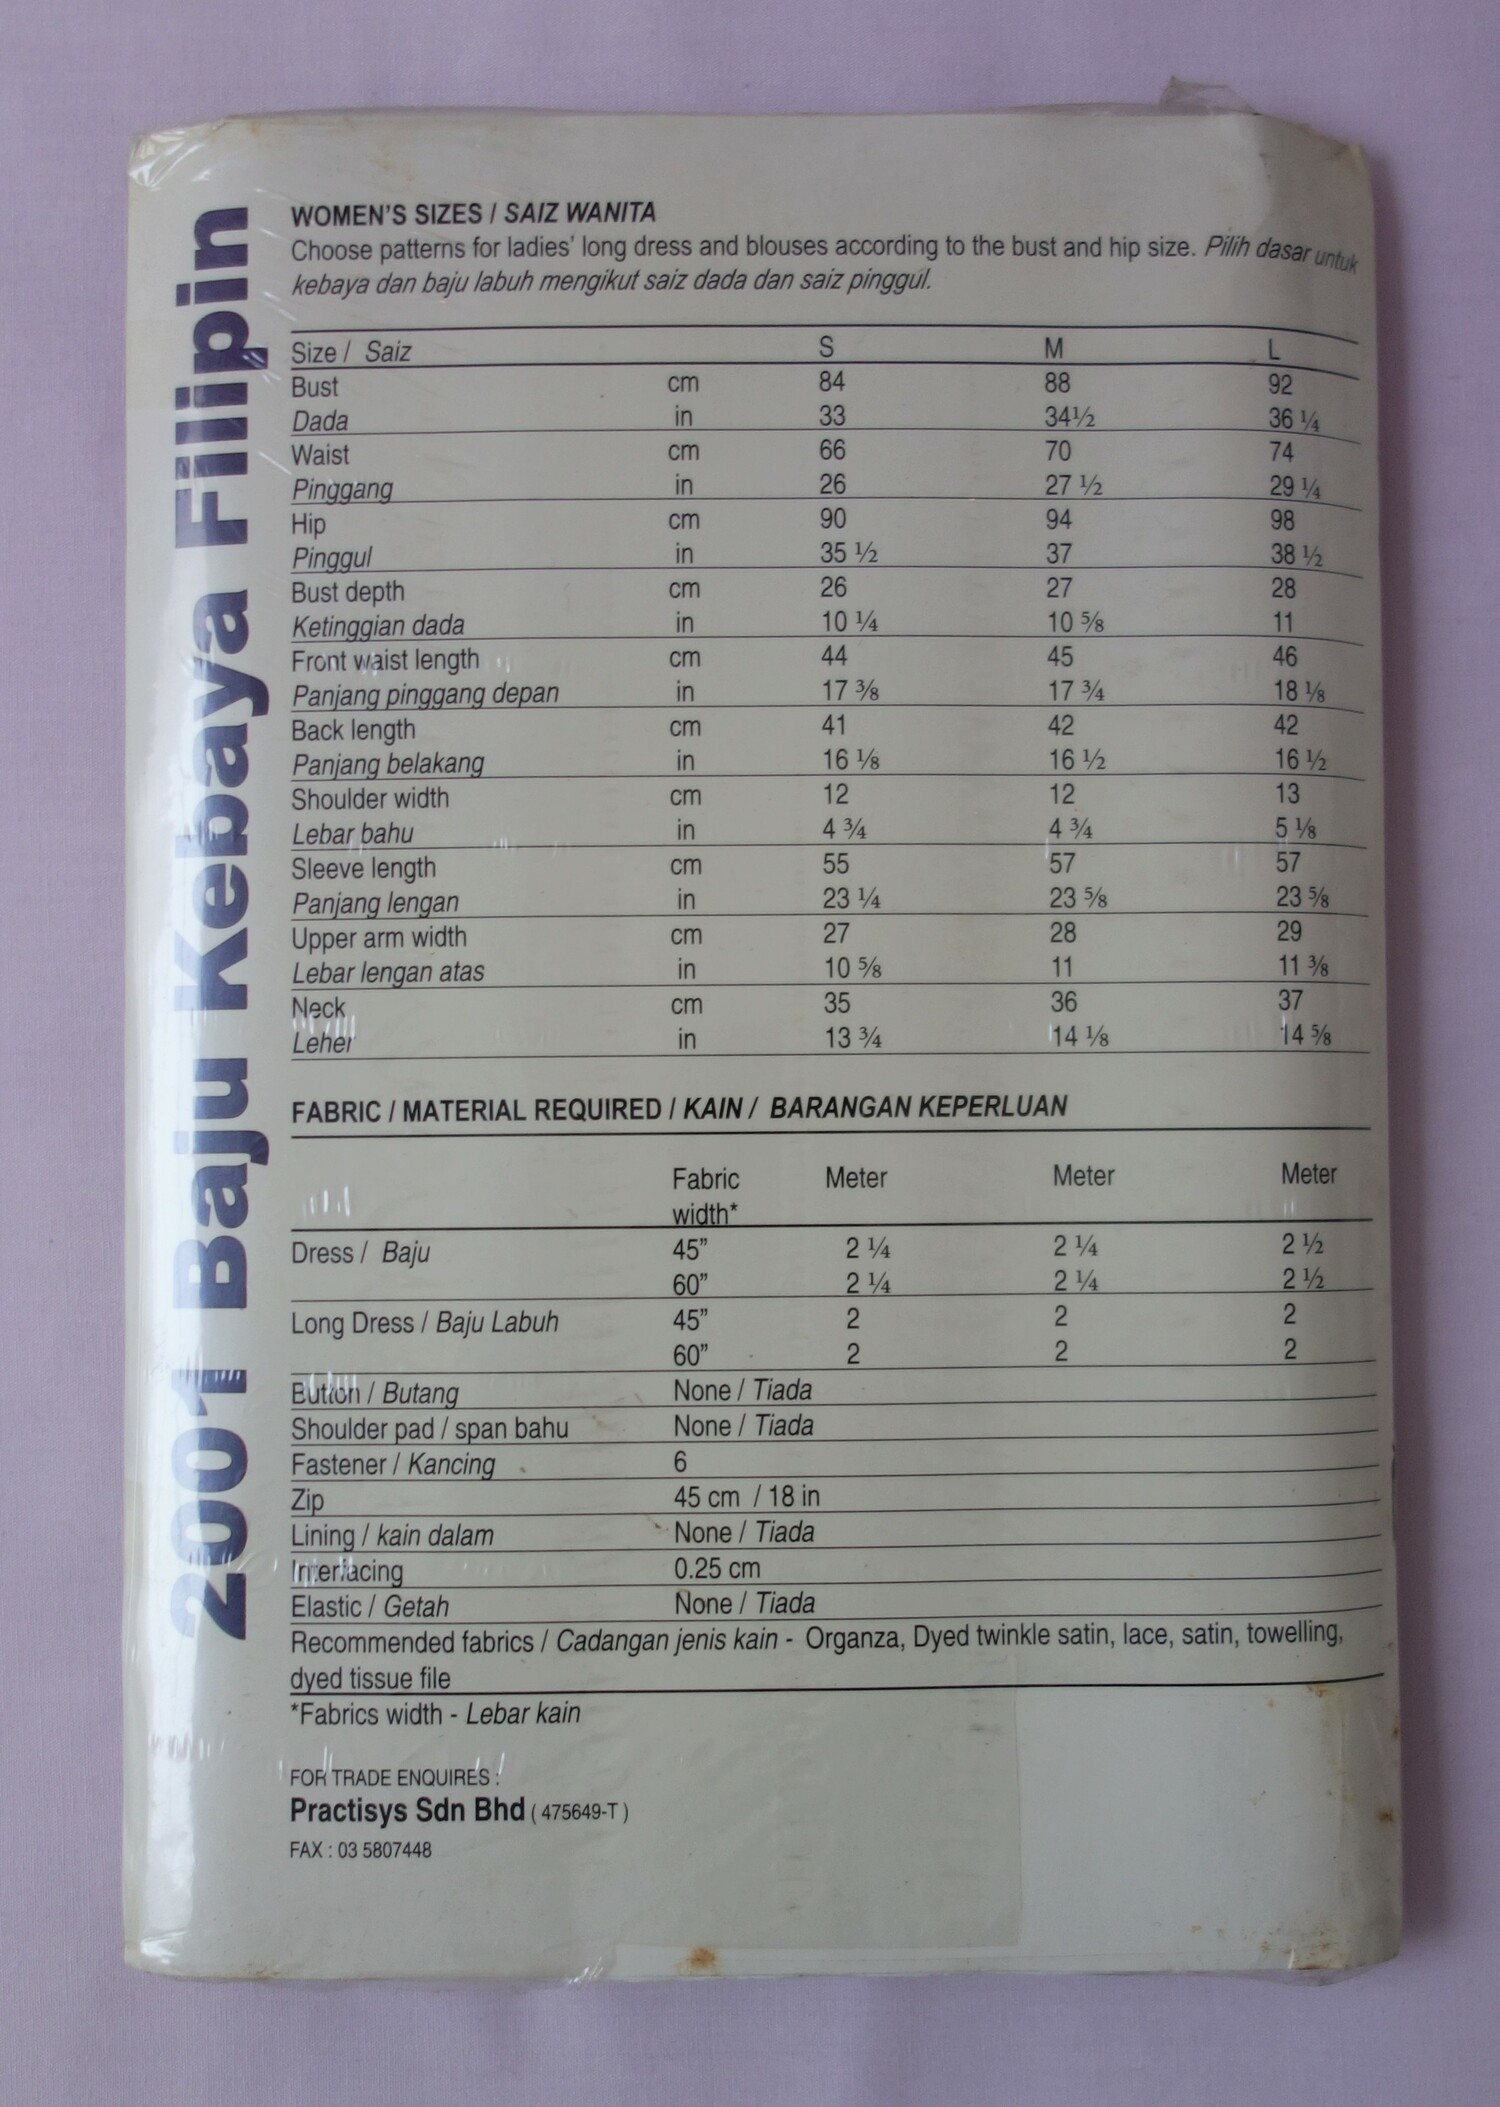 2001 Baju Kebaya Filipin
WOMEN'S SIZES / SAIZ WANITA
Choose patterns for ladies' long dress and blouses according to the bust and hip size. Pilih dasar untuk
kebaya dan baju labuh mengikut saiz dada dan saiz pinggul.
Size / Saiz S M L
Bust cm 84 88 92
Dada in 33 34½ 36 ¼
Waist cm 66 70 74
Pinggang in 26 27 ½ 29 ¼
Hip cm 90 94 98
Pinggul in 35 ½ 37 38 ½
Bust depth cm 26 27 28
Ketinggian dada in 10 ¼ 10 ⅝ 11
Front waist length cm 44 45 46
Panjang pinggang depan in 17 ⅜ 17 ¾ 18 ⅛
Back length cm 41 42 42
Panjang belakang in 16 ⅛ 16 ½ 16 ½
Shoulder width cm 12 12 13
Lebar bahu in 4 ¾ 4 ¾ 5 ⅛
Sleeve length cm 55 57 57
Panjang lengan in 23 ¼ 23 ⅝ 23 ⅝
Upper arm width cm 27 28 29
Lebar lengan atas in 10 ⅝ 11 11 ⅜
Neck cm 35 36 37
Leher in 13 ¾ 14 ⅛ 14 ⅝
FABRIC / MATERIAL REQUIRED / KAIN / BARANGAN KEPERLUAN
Fabric Meter Meter Meter
width*
Dress / Baju 45" 2 ¼ 2 ¼ 2 ½
60" 2 ¼ 2 ¼ 2 ½
Long Dress / Baju Labuh 45" 2 2 2
60" 2 2 2
Button / Butang None / Tiada
Shoulder pad / span bahu None / Tiada
Fastener / Kancing 6
Zip 45 cm / 18 in
Lining / kain dalam None / Tiada
Interfacing 0.25 cm
Elastic / Getah None / Tiada
Recommended fabrics / Cadangan jenis kain - Organza, Dyed twinkle satin, lace, satin, towelling,
dyed tissue file
*Fabrics width - Lebar kain
FOR TRADE ENQUIRES :
Practisys Sdn Bhd ( 475649-T )
FAX : 03 5807448